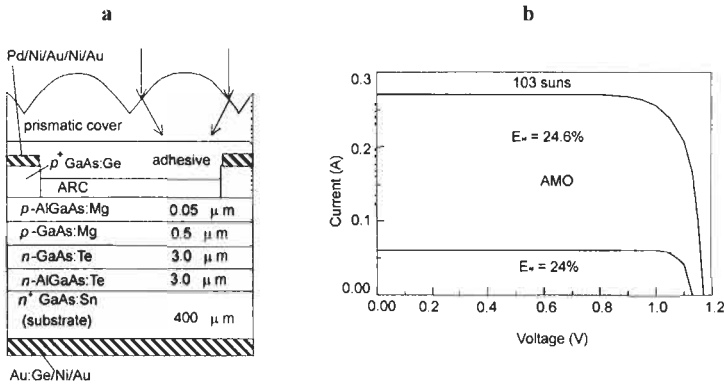 a
Pd/Ni/Au/Ni/Au
prismatic cover
p⁺ GaAs:Ge adhesive
ARC
p-AlGaAs:Mg 0.05 μm
p-GaAs:Mg 0.5 μm
n-GaAs:Te 3.0 μm
n-AlGaAs:Te 3.0 μm
n⁺ GaAs:Sn
(substrate) 400 μm
Au:Ge/Ni/Au
b
0.3
103 suns
E = 24.6%
0.2
AMO
Current (A)
0.1
E = 24%
0.00
0.00 0.2 0.4 0.6 0.8 1.0 1.2
Voltage (V)